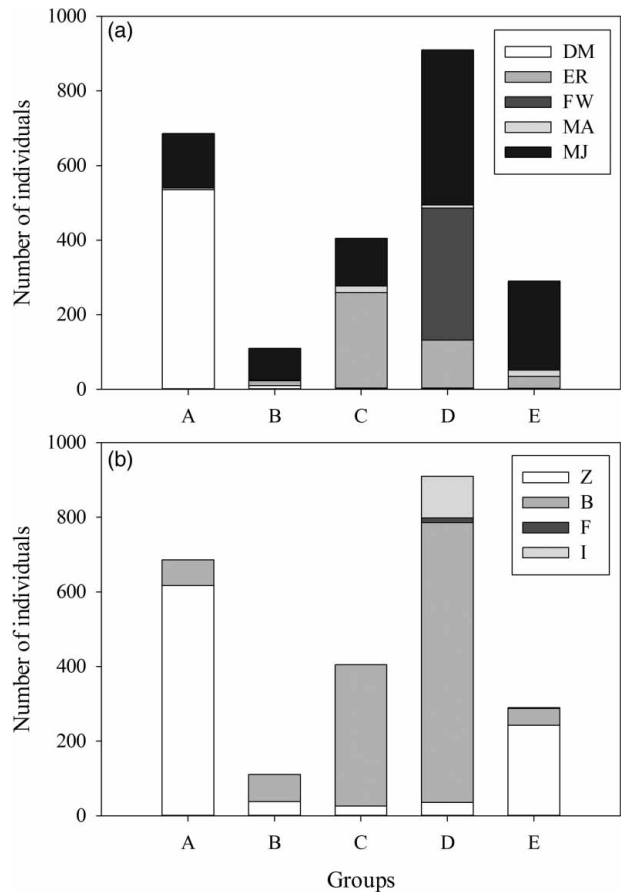 (a)
1000
800
600
400
200
0
Number of individuals
DM
ER
FW
MA
MJ
A B C D E
(b)
1000
800
600
400
200
0
Number of individuals
Z
B
F
I
A B C D E
Groups